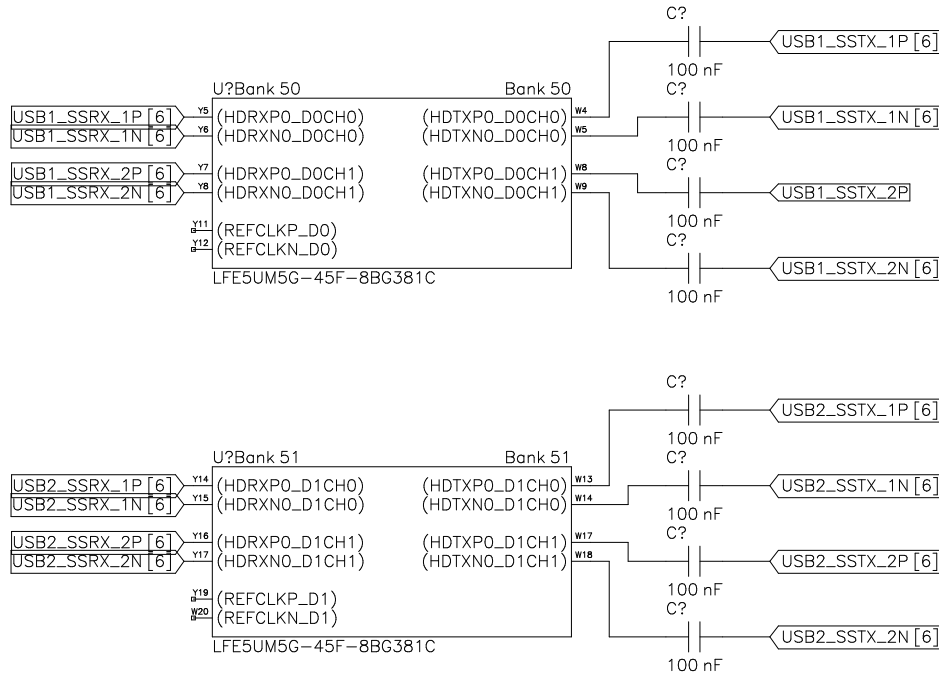 C?
USB1_SSTX_1P [6]
100 nF
U?Bank 50 Bank 50
C?
USB1_SSRX_1P [6] Y5 (HDRXP0_D0CH0) (HDTXP0_D0CH0) W4 USB1_SSTX_1N [6]
USB1_SSRX_1N [6] Y6 (HDRXN0_D0CH0) (HDTXN0_D0CH0) W5
100 nF
C?
USB1_SSRX_2P [6] Y7 (HDRXP0_D0CH1) (HDTXP0_D0CH1) W8
USB1_SSRX_2N [6] Y8 (HDRXN0_D0CH1) (HDTXN0_D0CH1) W9 USB1_SSTX_2P
100 nF
Y11 (REFCLKP_D0)
C?
Y12 (REFCLKN_D0)
USB1_SSTX_2N [6]
LFE5UM5G-45F-8BG381C
100 nF
C?
USB2_SSTX_1P [6]
100 nF
U?Bank 51 Bank 51
C?
USB2_SSRX_1P [6] Y14 (HDRXP0_D1CH0) (HDTXP0_D1CH0) W13 USB2_SSTX_1N [6]
USB2_SSRX_1N [6] Y15 (HDRXN0_D1CH0) (HDTXN0_D1CH0) W14
100 nF
C?
USB2_SSRX_2P [6] Y16 (HDRXP0_D1CH1) (HDTXP0_D1CH1) W17
USB2_SSRX_2N [6] Y17 (HDRXN0_D1CH1) (HDTXN0_D1CH1) W18 USB2_SSTX_2P [6]
100 nF
Y19 (REFCLKP_D1)
C?
W20 (REFCLKN_D1)
USB2_SSTX_2N [6]
LFE5UM5G-45F-8BG381C
100 nF